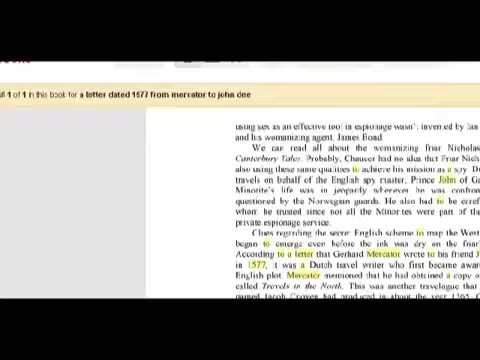 1 of 1 in this book for a letter dated 1577 from mercator to john dee
using sex as an effective tool in espionage wasn't invented by
and his womanizing agent, James Bond.
We can read all about the womanizing friar Nicholas
Canterbury Tales. Probably, Chaucer had no idea that Friar
also using these same qualities to achieve his mission as a spy.
travels on behalf of the English spy master, Prince John of
Minorite's life was in jeopardy wherever he was
questioned by the Norwegian guards. He also had to be
whom he trusted since not all the Minorites were part of the
private espionage service.
Clues regarding the secret English scheme to map the
began to emerge even before the ink was dry on the
According to a letter that Gerhard Mercator wrote to his friend
in 1577, it was a Dutch travel writer who first became
English plot. Mercator mentioned that he had obtained a copy
called Travels in the North. This was another travelogue that
named Jacob had produced in about the year